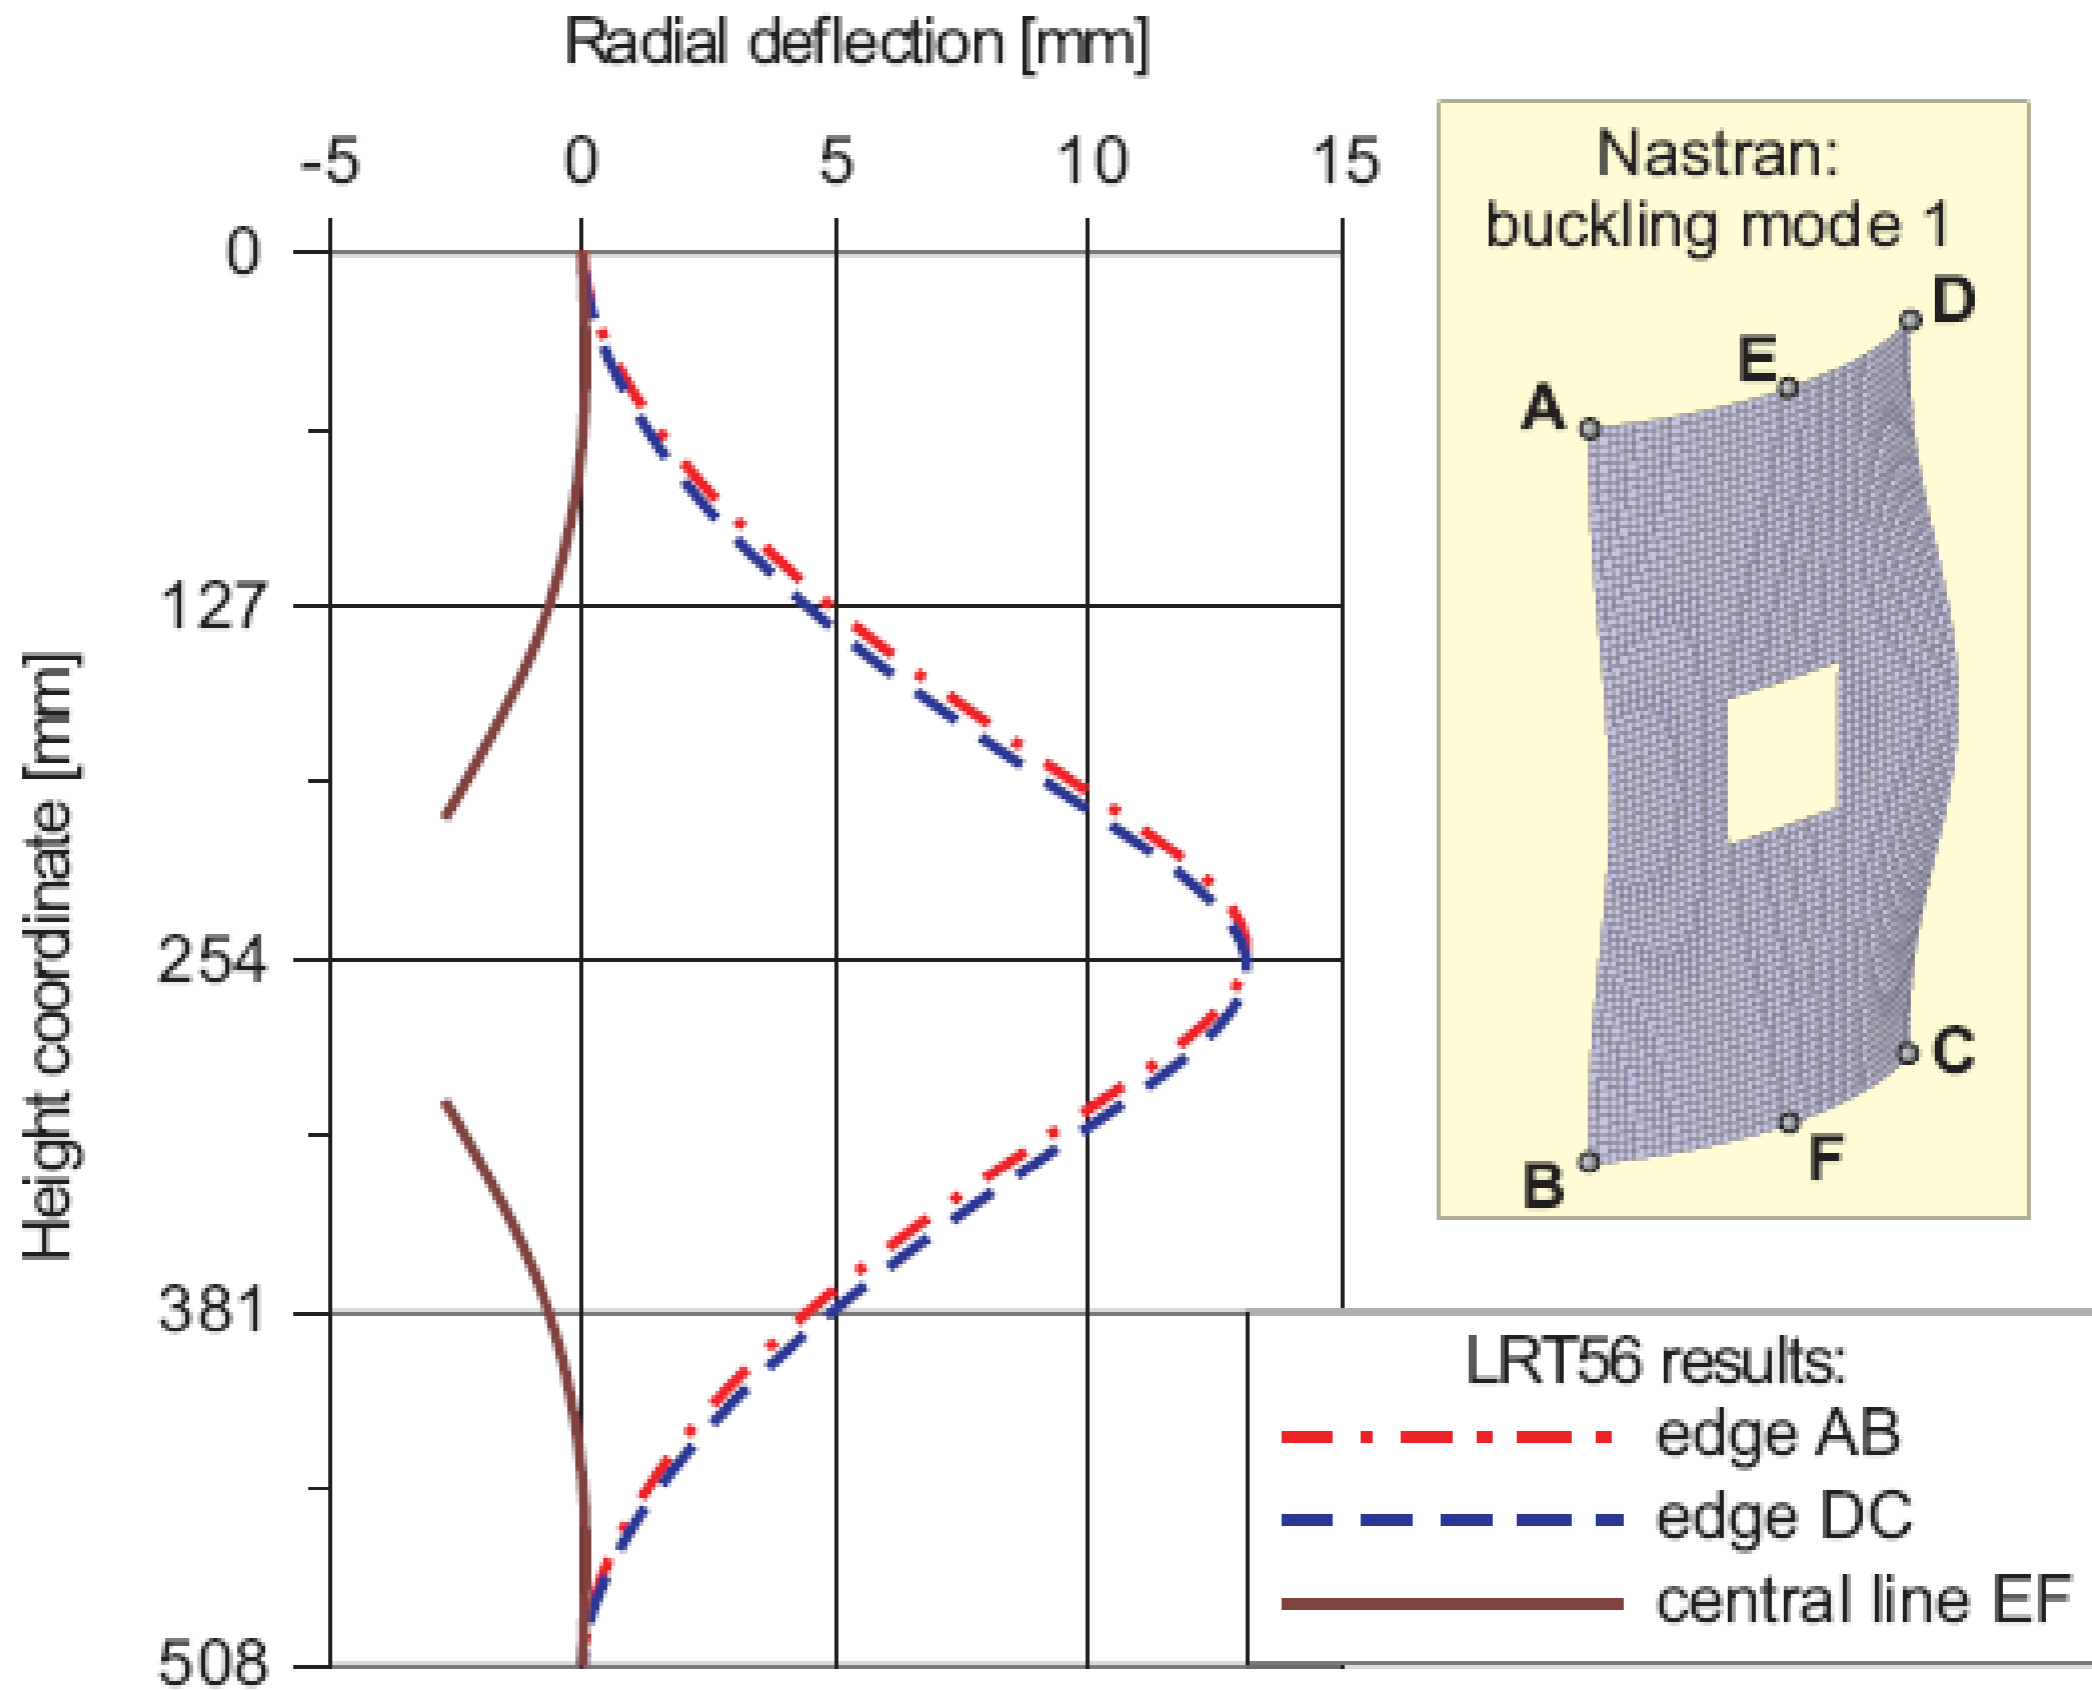 Radial deflection [mm]
-5 0 5 10 15
0
127
254
381
508
Height coordinate [mm]
Nastran:
buckling mode 1
D
E
A
C
F
B
LRT56 results:
edge AB
edge DC
central line EF